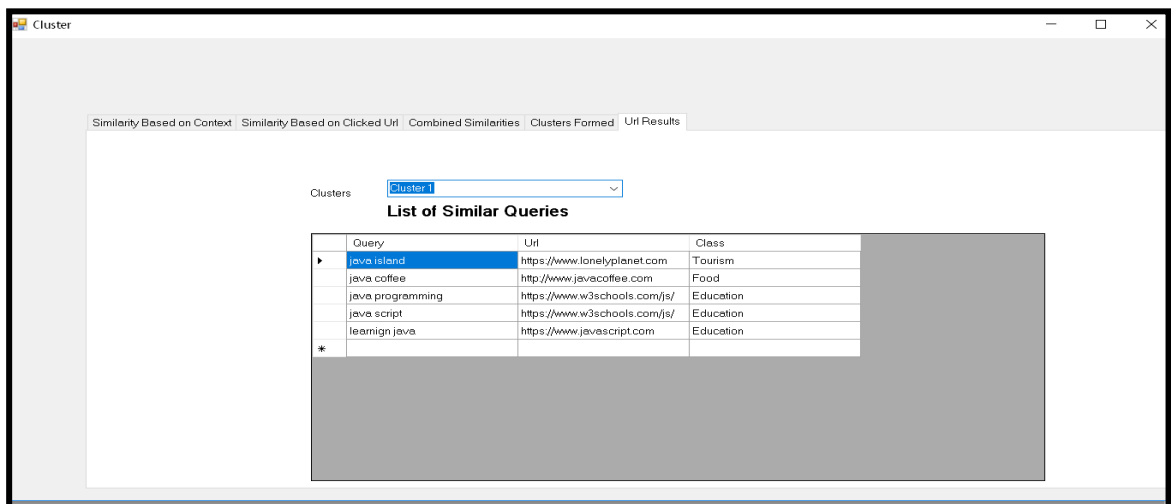 Cluster
Similarity Based on Context Similarity Based on Clicked Url Combined Similarities Clusters Formed Url Results
Clusters Cluster 1
List of Similar Queries
Query Url Class
java island https://www.lonelyplanet.com Tourism
java coffee http://www.javacoffee.com Food
java programming https://www.w3schools.com/js/ Education
java script https://www.w3schools.com/js/ Education
learnign java https://www.javascript.com Education